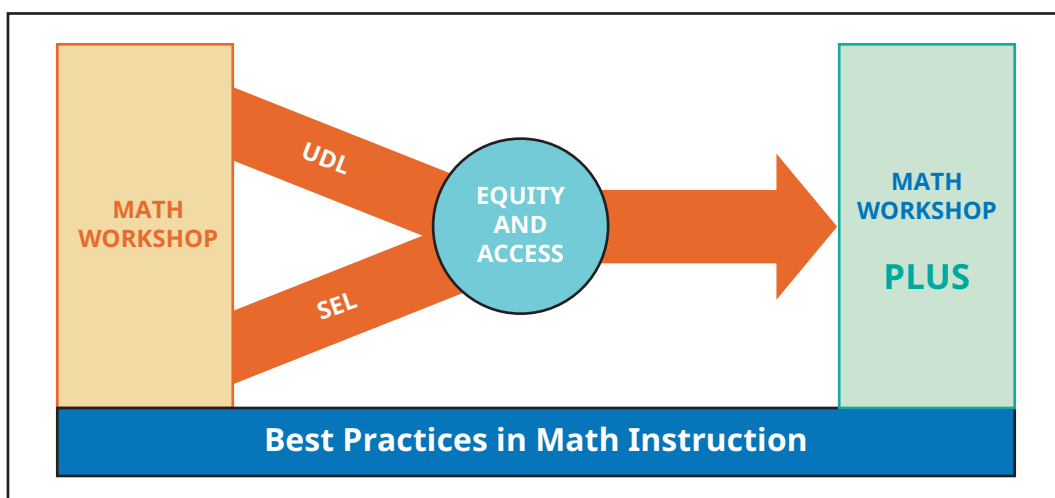 MATH
WORKSHOP
UDL
SEL
EQUITY
AND
ACCESS
MATH
WORKSHOP
PLUS
Best Practices in Math Instruction